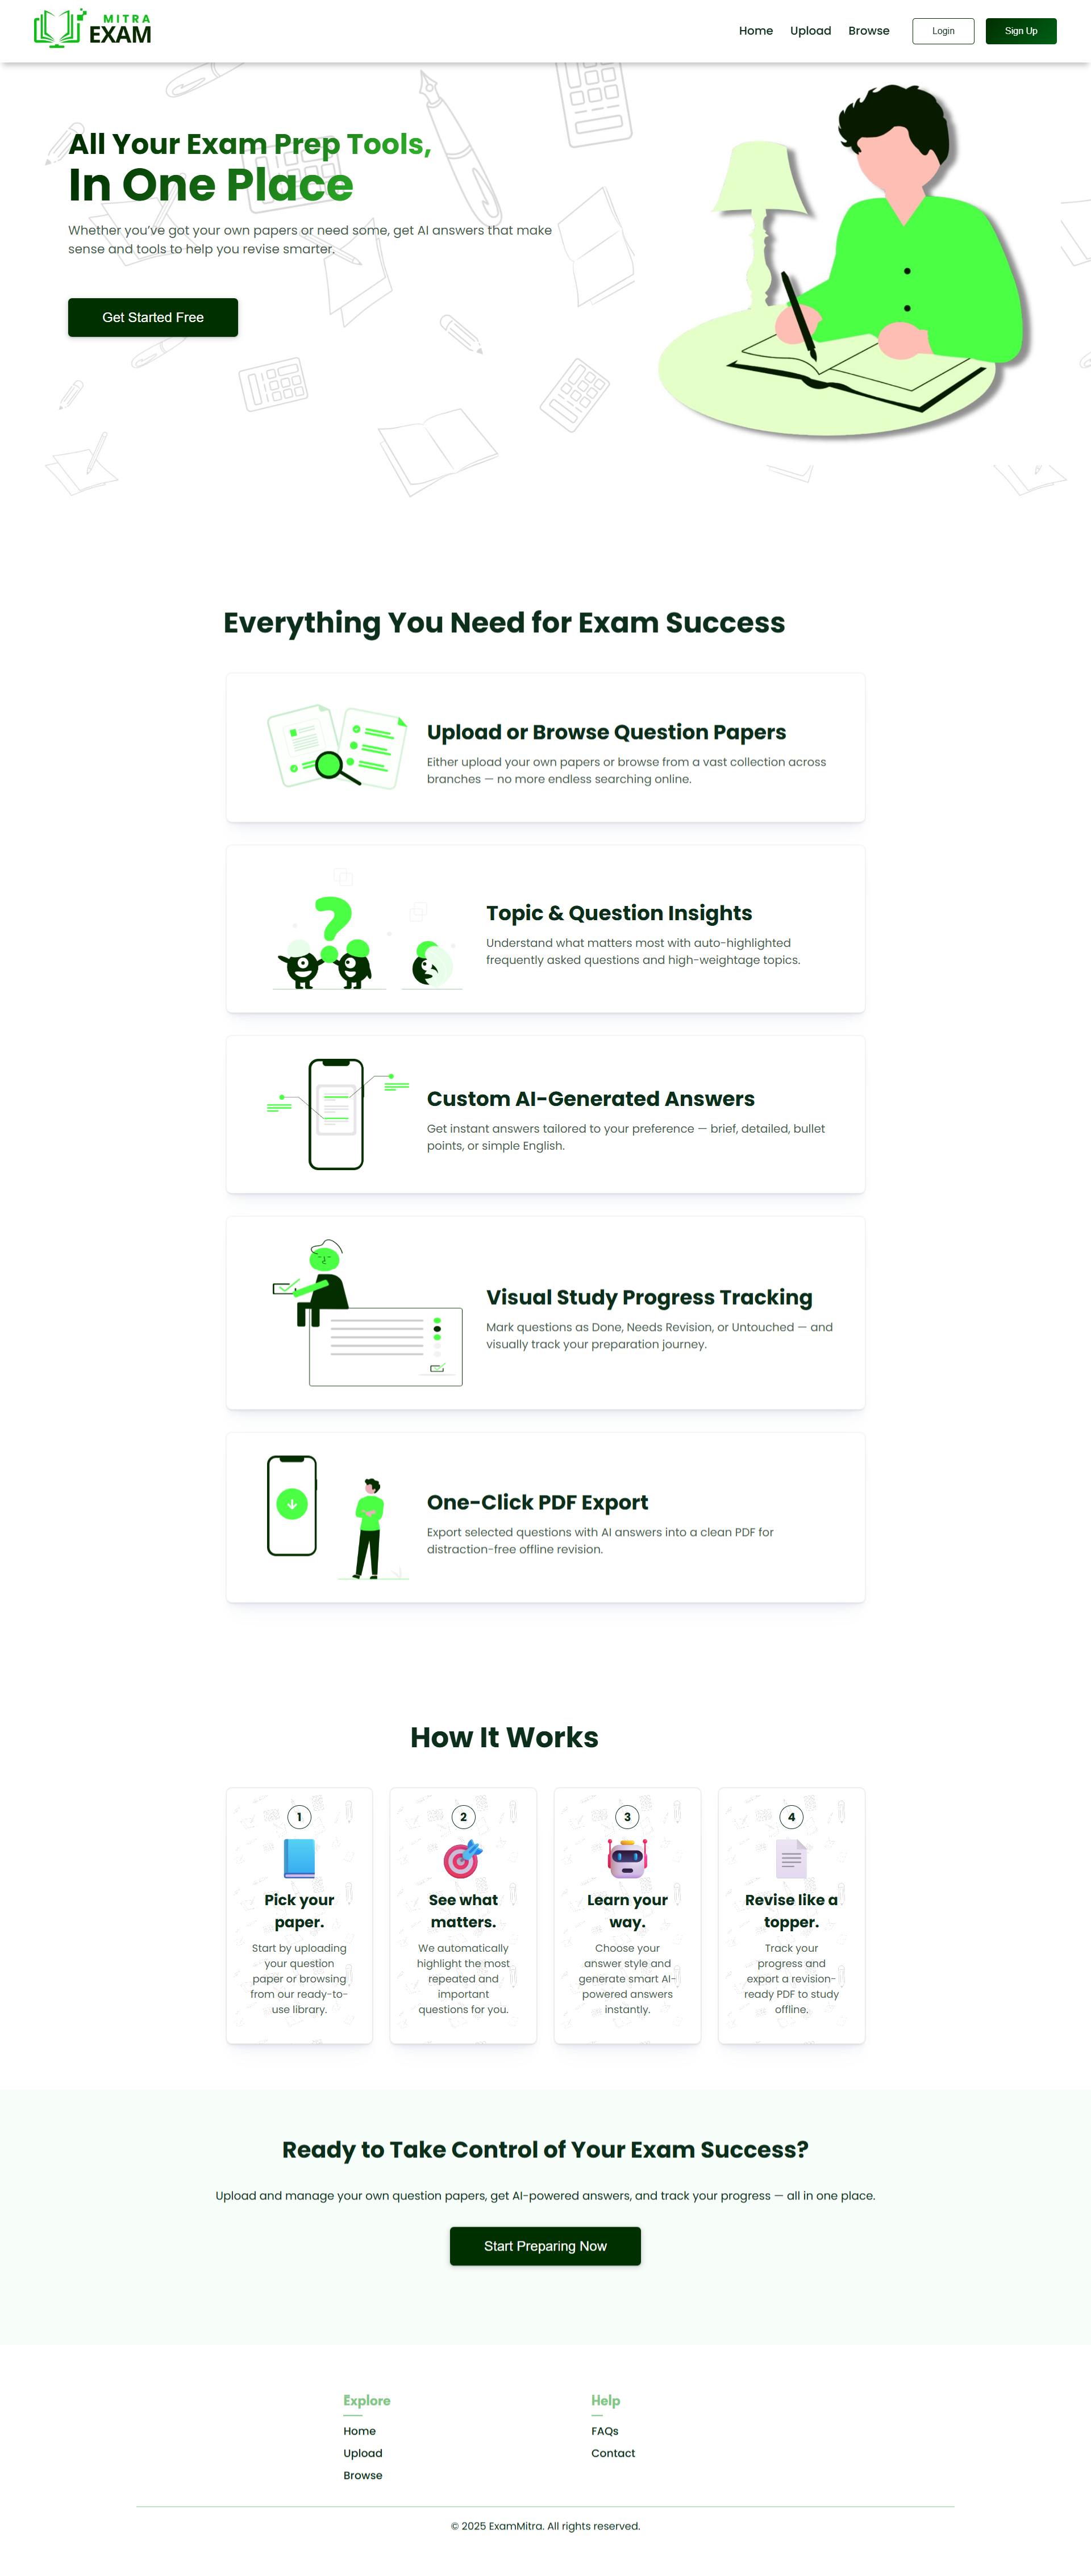 MITRA
EXAM
Home
Upload
Browse
Login
Sign Up
All Your Exam Prep Tools,
In One Place
Whether you've got your own papers or need some, get AI answers that make
sense and tools to help you revise smarter.
Get Started Free
Everything You Need for Exam Success
Upload or Browse Question Papers
Either upload your own papers or browse from a vast collection across
branches — no more endless searching online.
Topic & Question Insights
Understand what matters most with auto-highlighted
frequently asked questions and high-weightage topics.
Custom AI-Generated Answers
Get instant answers tailored to your preference — brief, detailed, bullet
points, or simple English.
Visual Study Progress Tracking
Mark questions as Done, Needs Revision, or Untouched — and
visually track your preparation journey.
One-Click PDF Export
Export selected questions with AI answers into a clean PDF for
distraction-free offline revision.
How It Works
1
Pick your
paper.
Start by uploading
your question
paper or browsing
from our ready-to-
use library.
2
See what
matters.
We automatically
highlight the most
repeated and
important
questions for you.
3
Learn your
way.
Choose your
answer style and
generate smart AI-
powered answers
instantly.
4
Revise like a
topper.
Track your
progress and
export a revision-
ready PDF to study
offline.
Ready to Take Control of Your Exam Success?
Upload and manage your own question papers, get AI-powered answers, and track your progress — all in one place.
Start Preparing Now
Explore
Home
Upload
Browse
Help
FAQs
Contact
© 2025 ExamMitra. All rights reserved.